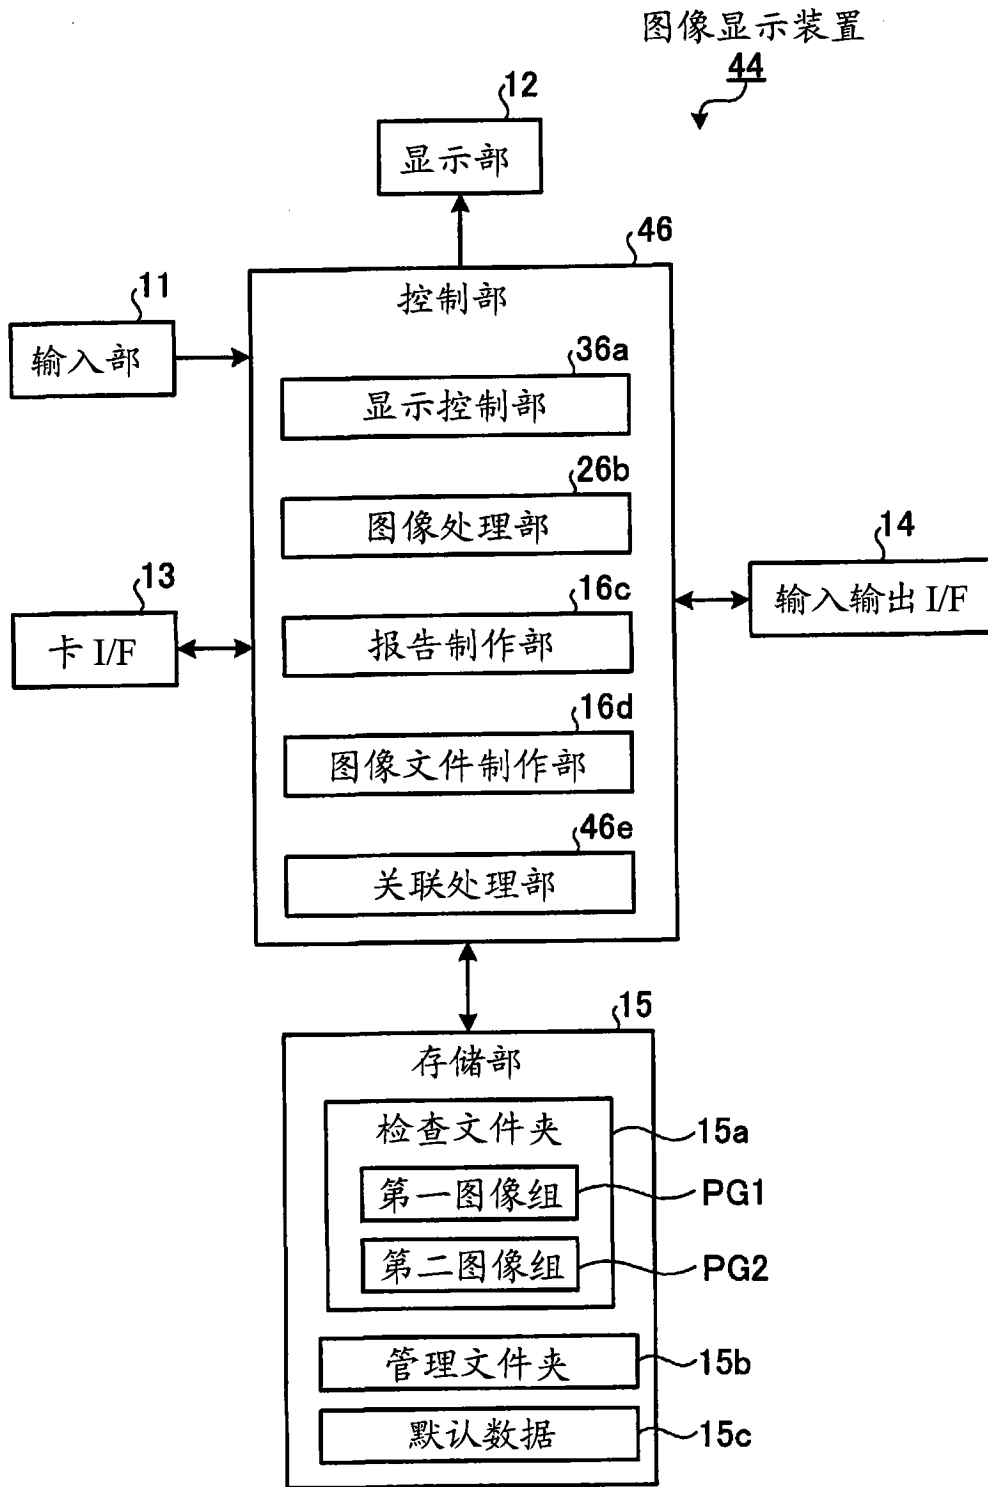 图像显示装置
44
12
显示部
46
控制部
11
输入部
36a
显示控制部
26b
图像处理部
14
输入输出 I/F
13
卡 I/F
16c
报告制作部
16d
图像文件制作部
46e
关联处理部
15
存储部
检查文件夹
15a
第一图像组
PG1
第二图像组
PG2
管理文件夹
15b
默认数据
15c